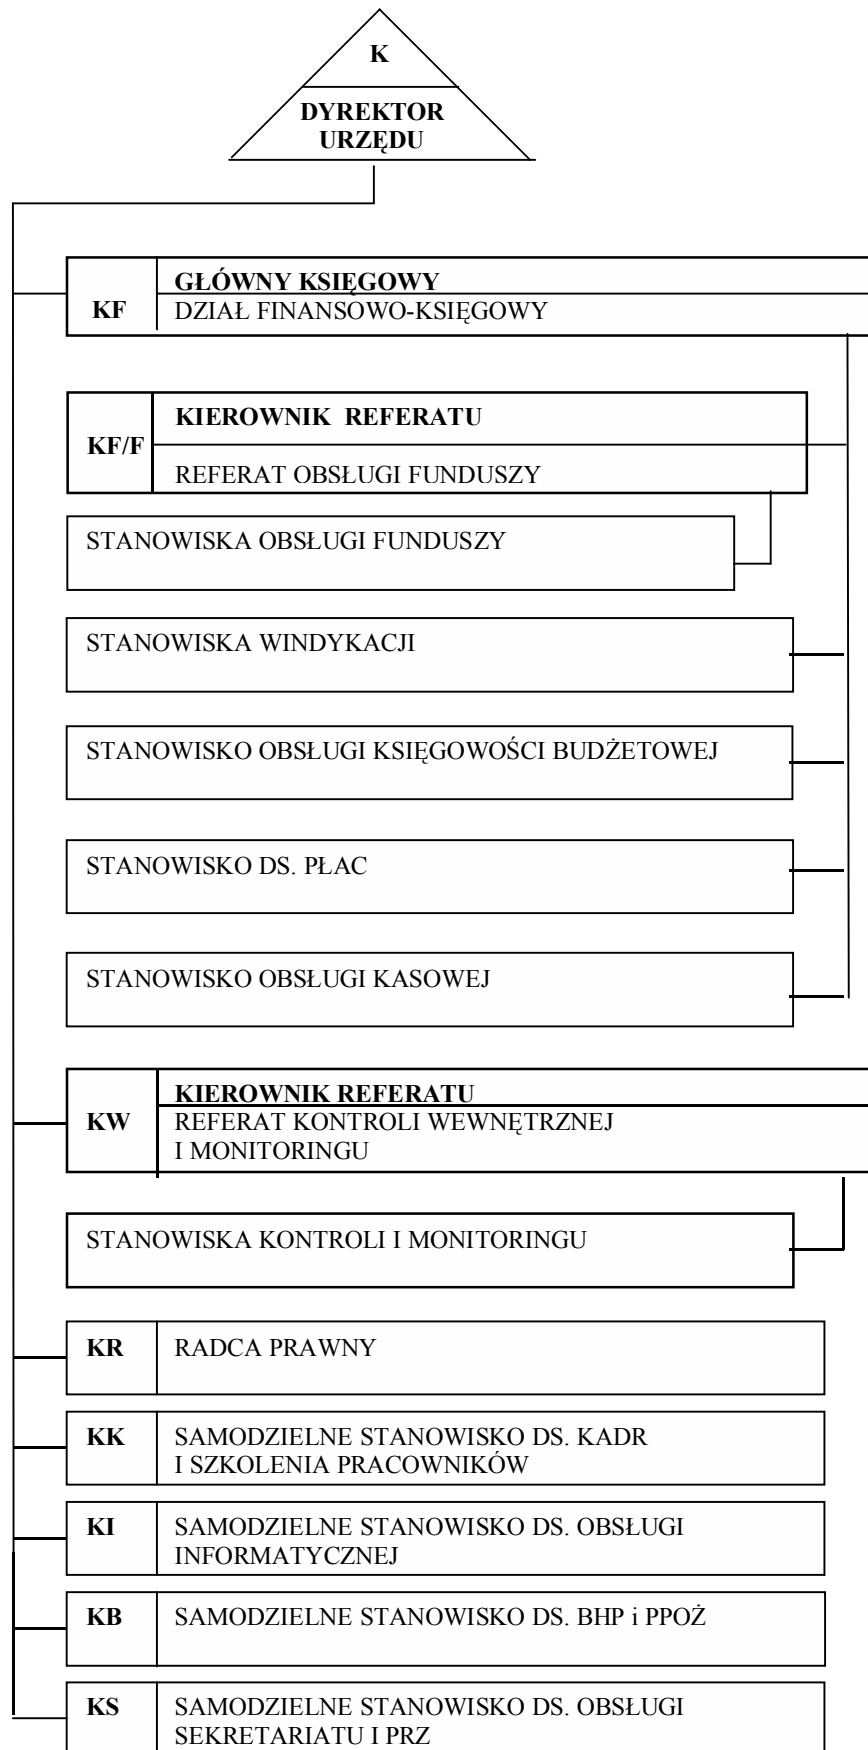 K
DYREKTOR
URZĘDU
GŁÓWNY KSIĘGOWY
KF
DZIAŁ FINANSOWO-KSIĘGOWY
KIEROWNIK REFERATU
KF/F
REFERAT OBSŁUGI FUNDUSZY
STANOWISKA OBSŁUGI FUNDUSZY
STANOWISKA WINDYKACJI
STANOWISKO OBSŁUGI KSIĘGOWOŚCI BUDŻETOWEJ
STANOWISKO DS. PŁAC
STANOWISKO OBSŁUGI KASOWEJ
KIEROWNIK REFERATU
KW
REFERAT KONTROLI WEWNĘTRZNEJ
I MONITORINGU
STANOWISKA KONTROLI I MONITORINGU
KR
RADCA PRAWNY
KK
SAMODZIELNE STANOWISKO DS. KADR
I SZKOLENIA PRACOWNIKÓW
KI
SAMODZIELNE STANOWISKO DS. OBSŁUGI
INFORMATYCZNEJ
KB
SAMODZIELNE STANOWISKO DS. BHP i PPOŻ
KS
SAMODZIELNE STANOWISKO DS. OBSŁUGI
SEKRETARIATU I PRZ